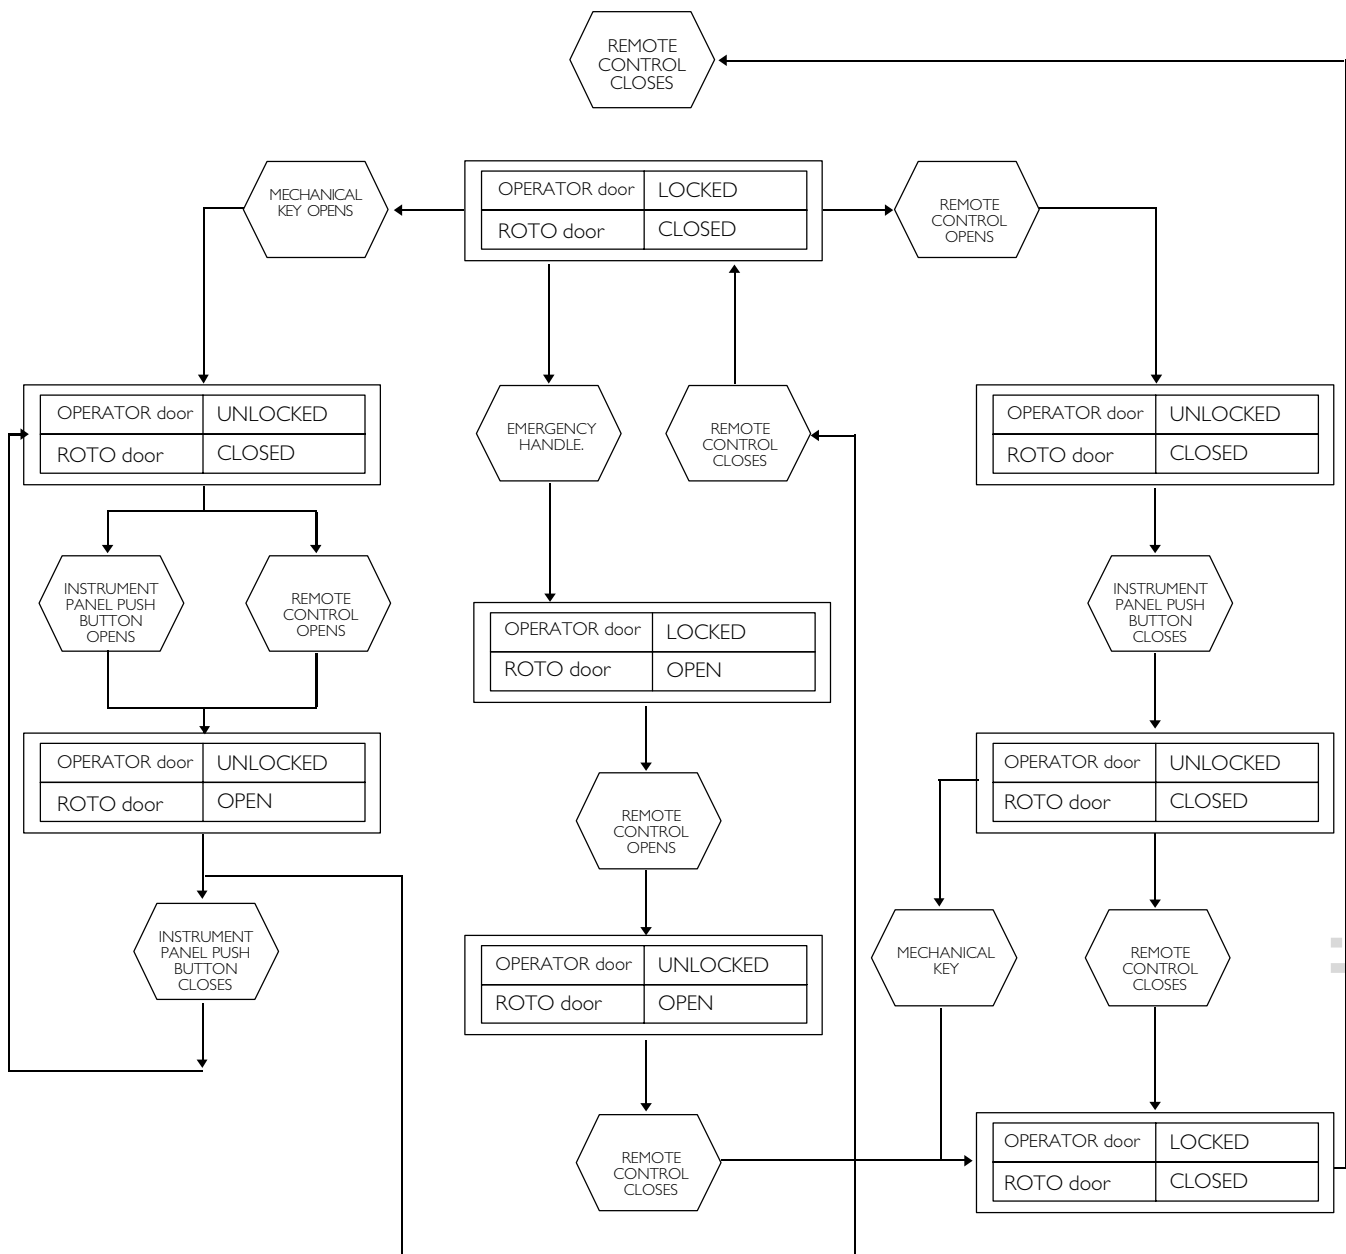 REMOTE
CONTROL
CLOSES
MECHANICAL
KEY OPENS
OPERATOR door LOCKED
ROTO door CLOSED
REMOTE
CONTROL
OPENS
OPERATOR door UNLOCKED
ROTO door CLOSED
EMERGENCY
HANDLE.
REMOTE
CONTROL
CLOSES
OPERATOR door UNLOCKED
ROTO door CLOSED
INSTRUMENT
PANEL PUSH
BUTTON
OPENS
REMOTE
CONTROL
OPENS
OPERATOR door LOCKED
ROTO door OPEN
INSTRUMENT
PANEL PUSH
BUTTON
CLOSES
OPERATOR door UNLOCKED
ROTO door OPEN
REMOTE
CONTROL
OPENS
OPERATOR door UNLOCKED
ROTO door CLOSED
INSTRUMENT
PANEL PUSH
BUTTON
CLOSES
OPERATOR door UNLOCKED
ROTO door OPEN
MECHANICAL
KEY
REMOTE
CONTROL
CLOSES
REMOTE
CONTROL
CLOSES
OPERATOR door LOCKED
ROTO door CLOSED